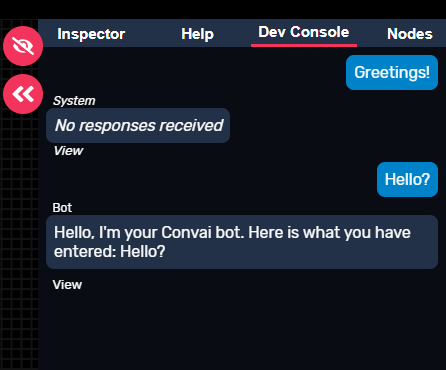 Inspector Help Dev Console Nodes
Greetings!
System
No responses received
View
Hello?
Bot
Hello, I'm your Convai bot. Here is what you have
entered: Hello?
View